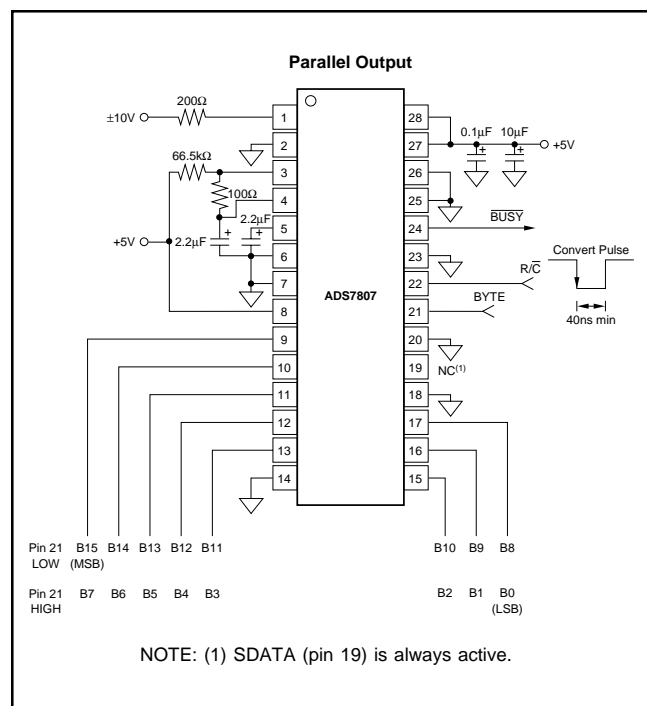 Parallel Output
200Ω
±10V
66.5kΩ
100Ω
2.2µF
2.2µF
+5V
1
2
3
4
5
6
7
8
9
10
11
12
13
14
ADS7807
28
27
26
25
24
23
22
21
20
19
18
17
16
15
0.1µF
10µF
+5V
BUSY
Convert Pulse
R/C
BYTE
40ns min
NC(1)
+
+
+
+
Pin 21 B15 B14 B13 B12 B11 B10 B9 B8
LOW (MSB)
Pin 21 B7 B6 B5 B4 B3 B2 B1 B0
HIGH (LSB)
NOTE: (1) SDATA (pin 19) is always active.